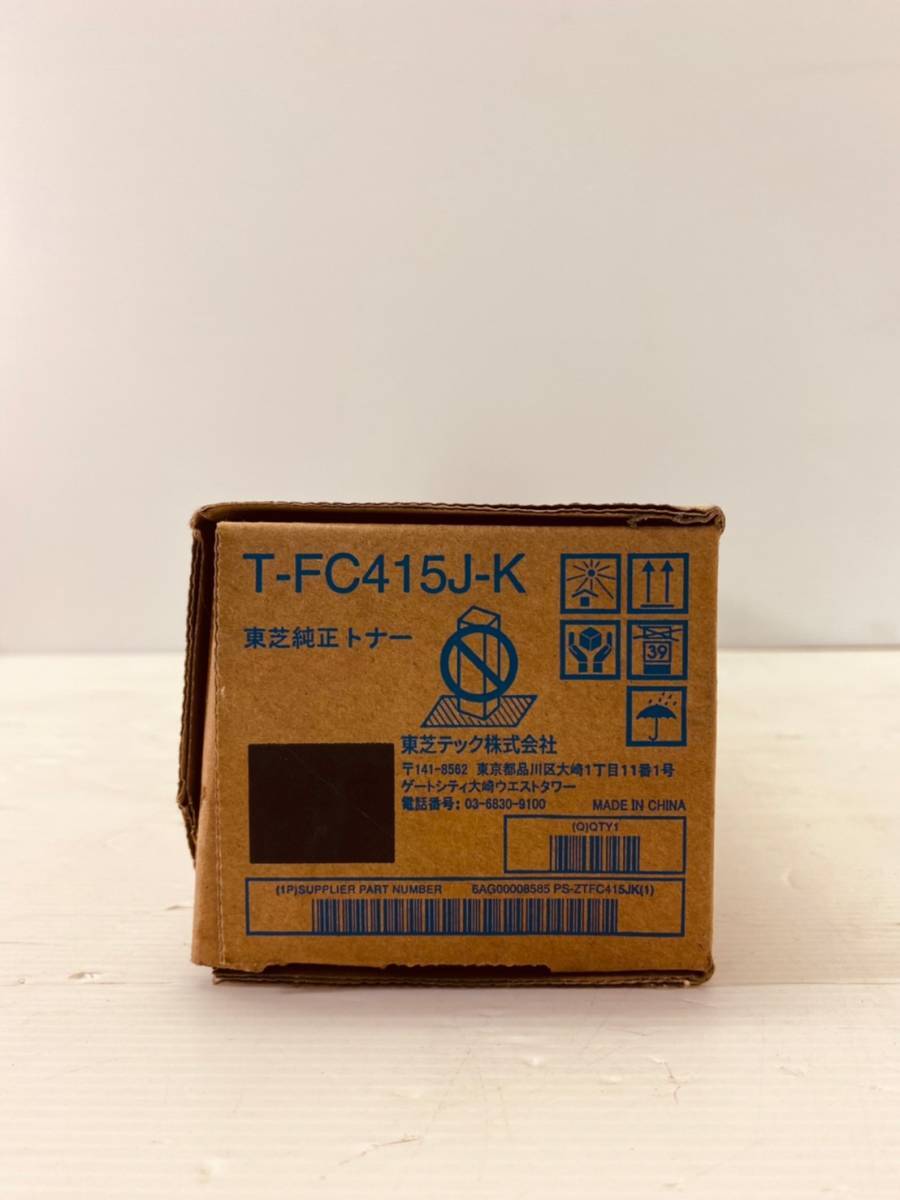 T-FC415J-K
東芝純正トナー
39
東芝テック株式会社
〒141-8562 東京都品川区大崎1丁目11番1号
ゲートシティ大崎ウエストタワー
電話番号: 03-6830-9100 MADE IN CHINA
(Q)QTY1
(1P)SUPPLIER PART NUMBER 6AG00008585 PS-ZTFC415JK(1)